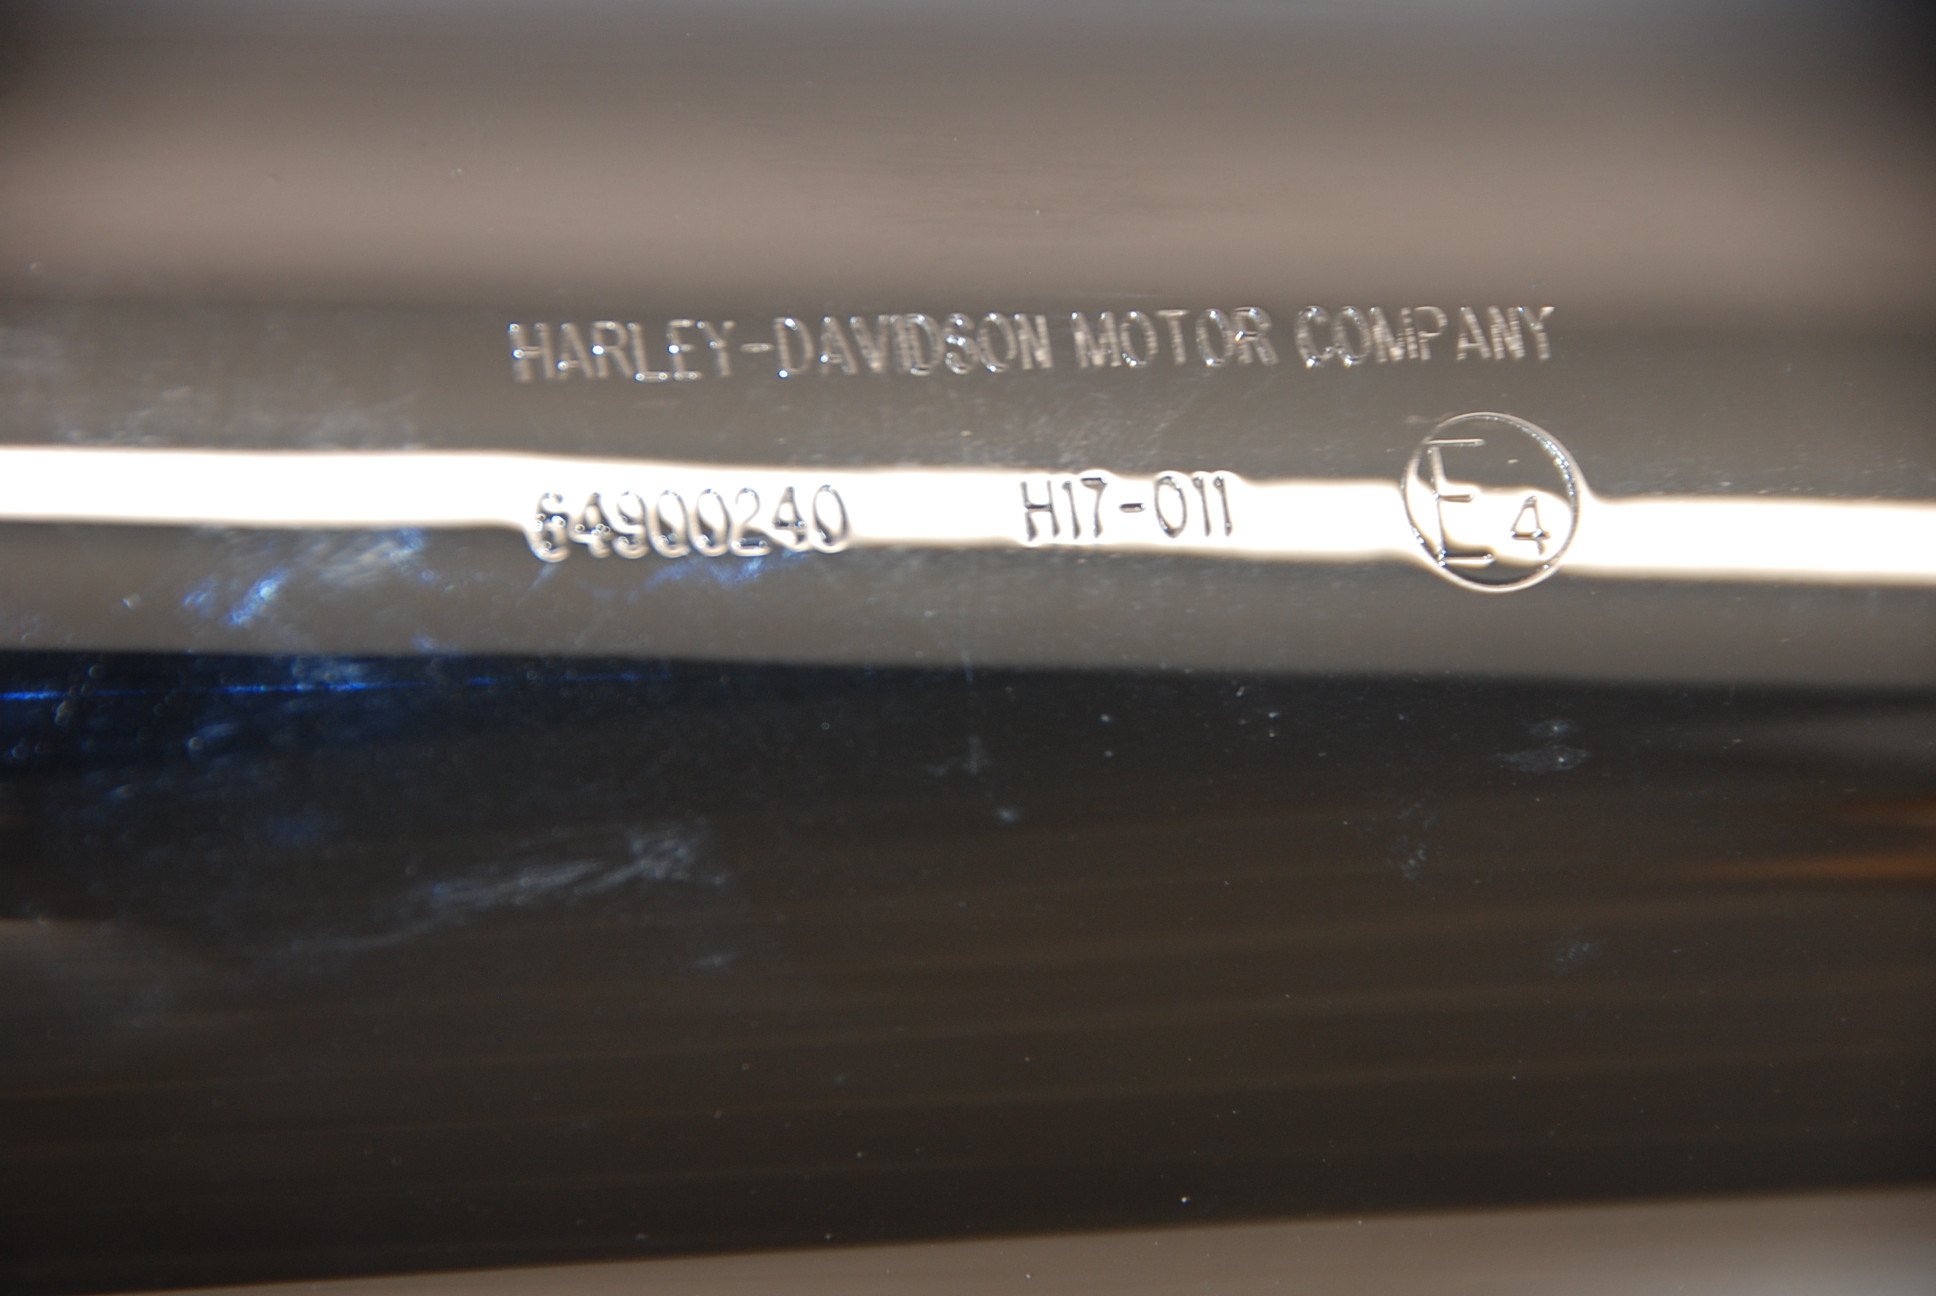 HARLEY-DAVIDSON MOTOR COMPANY
64900240 H17-011 E4